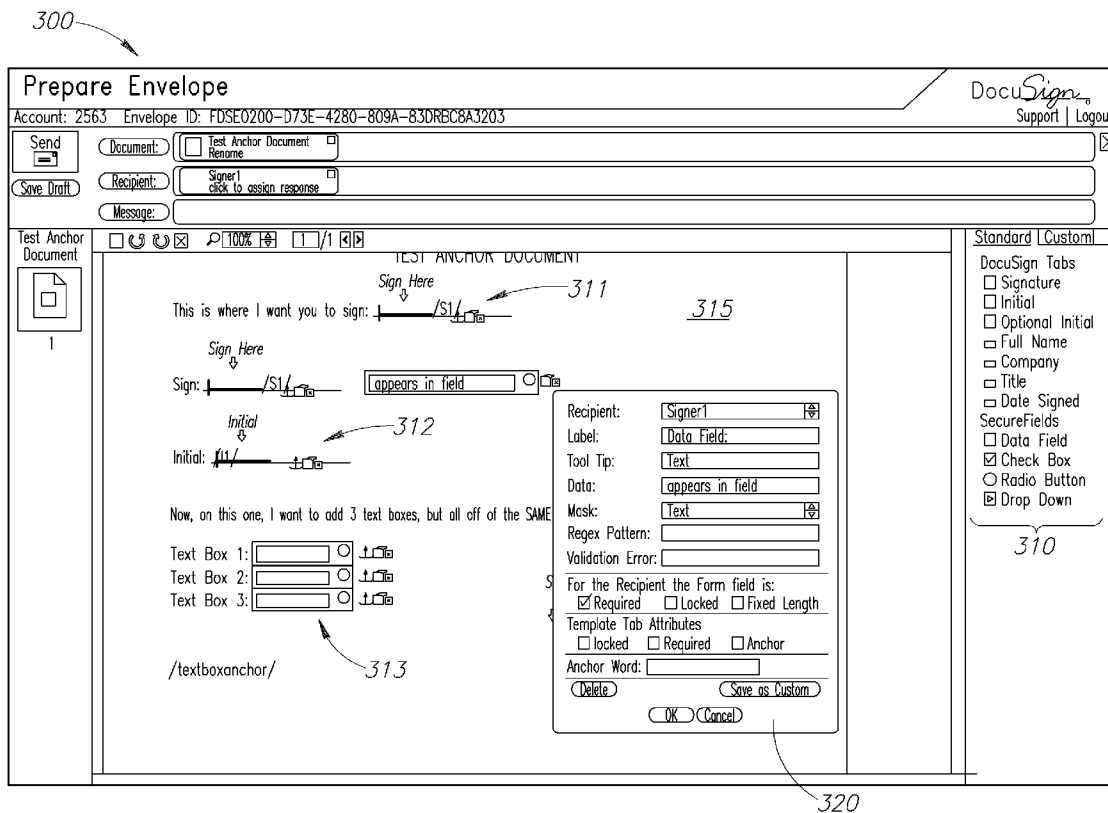 300
Prepare Envelope
DocuSign
Account: 2563 Envelope ID: FDSE0200-D73E-4280-809A-83DRBC8A3203
Support | Logou
Send
Document:
Test Anchor Document
Rename
Save Draft
Recipient:
Signer1
click to assign response
Message:
Test Anchor
Document
1
100% 1 /1
Standard Custom
TEST ANCHOR DOCUMENT
Sign Here
This is where I want you to sign: /S1/
311
315
Sign Here
Sign: /S1/
appears in field
Initial
Initial: /I1/
312
Now, on this one, I want to add 3 text boxes, but all off of the SAME
Text Box 1:
Text Box 2:
Text Box 3:
S
313
/textboxanchor/
Recipient: Signer1
Label: Data Field:
Tool Tip: Text
Data: appears in field
Mask: Text
Regex Pattern:
Validation Error:
For the Recipient the Form field is:
Required Locked Fixed Length
Template Tab Attributes
locked Required Anchor
Anchor Word:
Delete Save as Custom
OK Cancel
320
DocuSign Tabs
Signature
Initial
Optional Initial
Full Name
Company
Title
Date Signed
SecureFields
Data Field
Check Box
Radio Button
Drop Down
310